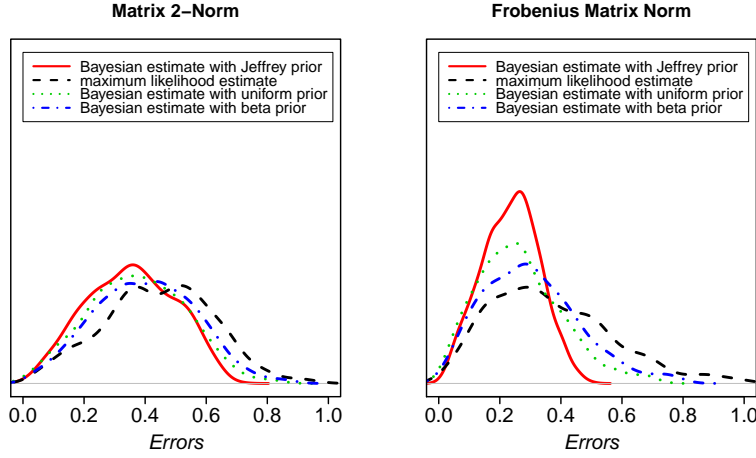 Matrix 2−Norm
Bayesian estimate with Jeffrey prior
maximum likelihood estimate
Bayesian estimate with uniform prior
Bayesian estimate with beta prior
0.0 0.2 0.4 0.6 0.8 1.0
Errors
Frobenius Matrix Norm
Bayesian estimate with Jeffrey prior
maximum likelihood estimate
Bayesian estimate with uniform prior
Bayesian estimate with beta prior
0.0 0.2 0.4 0.6 0.8 1.0
Errors